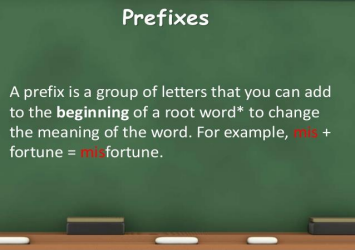 Prefixes
A prefix is a group of letters that you can add
to the beginning of a root word* to change
the meaning of the word. For example, mis +
fortune = misfortune.